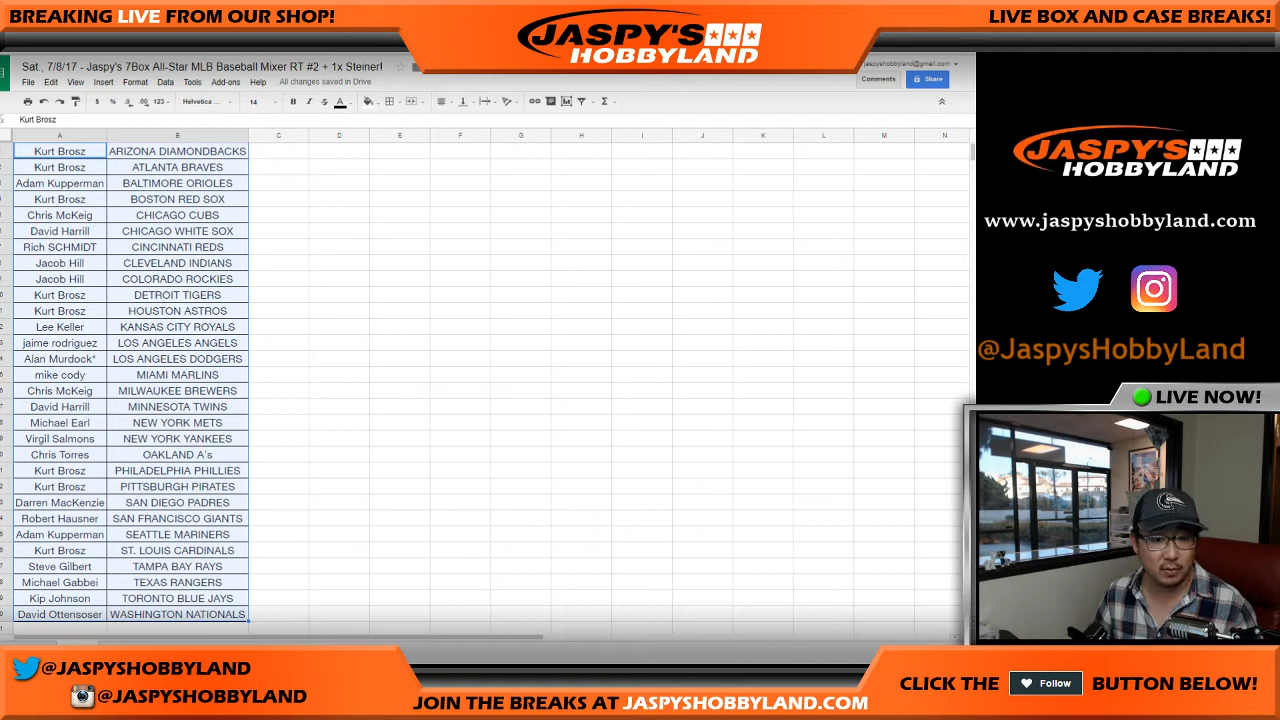 BREAKING LIVE FROM OUR SHOP!
JASPY'S
HOBBYLAND
LIVE BOX AND CASE BREAKS!
Sat., 7/8/17 - Jaspy's 7Box All-Star MLB Baseball Mixer RT #2 + 1x Steiner!
jaspyshobbyland@gmail.com
File Edit View Insert Format Data Tools Add-ons Help All changes saved in Drive
Comments
Share
$ % .0 .00 123 Helvetica ... 14 B I S A
Kurt Brosz
A B C D E F G H I J K L M N
Kurt Brosz ARIZONA DIAMONDBACKS
Kurt Brosz ATLANTA BRAVES
Adam Kupperman BALTIMORE ORIOLES
Kurt Brosz BOSTON RED SOX
Chris McKeig CHICAGO CUBS
David Harrill CHICAGO WHITE SOX
Rich SCHMIDT CINCINNATI REDS
Jacob Hill CLEVELAND INDIANS
Jacob Hill COLORADO ROCKIES
Kurt Brosz DETROIT TIGERS
Kurt Brosz HOUSTON ASTROS
Lee Keller KANSAS CITY ROYALS
jaime rodriguez LOS ANGELES ANGELS
Alan Murdock* LOS ANGELES DODGERS
mike cody MIAMI MARLINS
Chris McKeig MILWAUKEE BREWERS
David Harrill MINNESOTA TWINS
Michael Earl NEW YORK METS
Virgil Salmons NEW YORK YANKEES
Chris Torres OAKLAND A's
Kurt Brosz PHILADELPHIA PHILLIES
Kurt Brosz PITTSBURGH PIRATES
Darren MacKenzie SAN DIEGO PADRES
Robert Hausner SAN FRANCISCO GIANTS
Adam Kupperman SEATTLE MARINERS
Kurt Brosz ST. LOUIS CARDINALS
Steve Gilbert TAMPA BAY RAYS
Michael Gabbei TEXAS RANGERS
Kip Johnson TORONTO BLUE JAYS
David Ottensoser WASHINGTON NATIONALS
JASPY'S
HOBBYLAND
www.jaspyshobbyland.com
@JaspysHobbyLand
LIVE NOW!
@JASPYSHOBBYLAND
@JASPYSHOBBYLAND
JOIN THE BREAKS AT JASPYSHOBBYLAND.COM
CLICK THE Follow BUTTON BELOW!